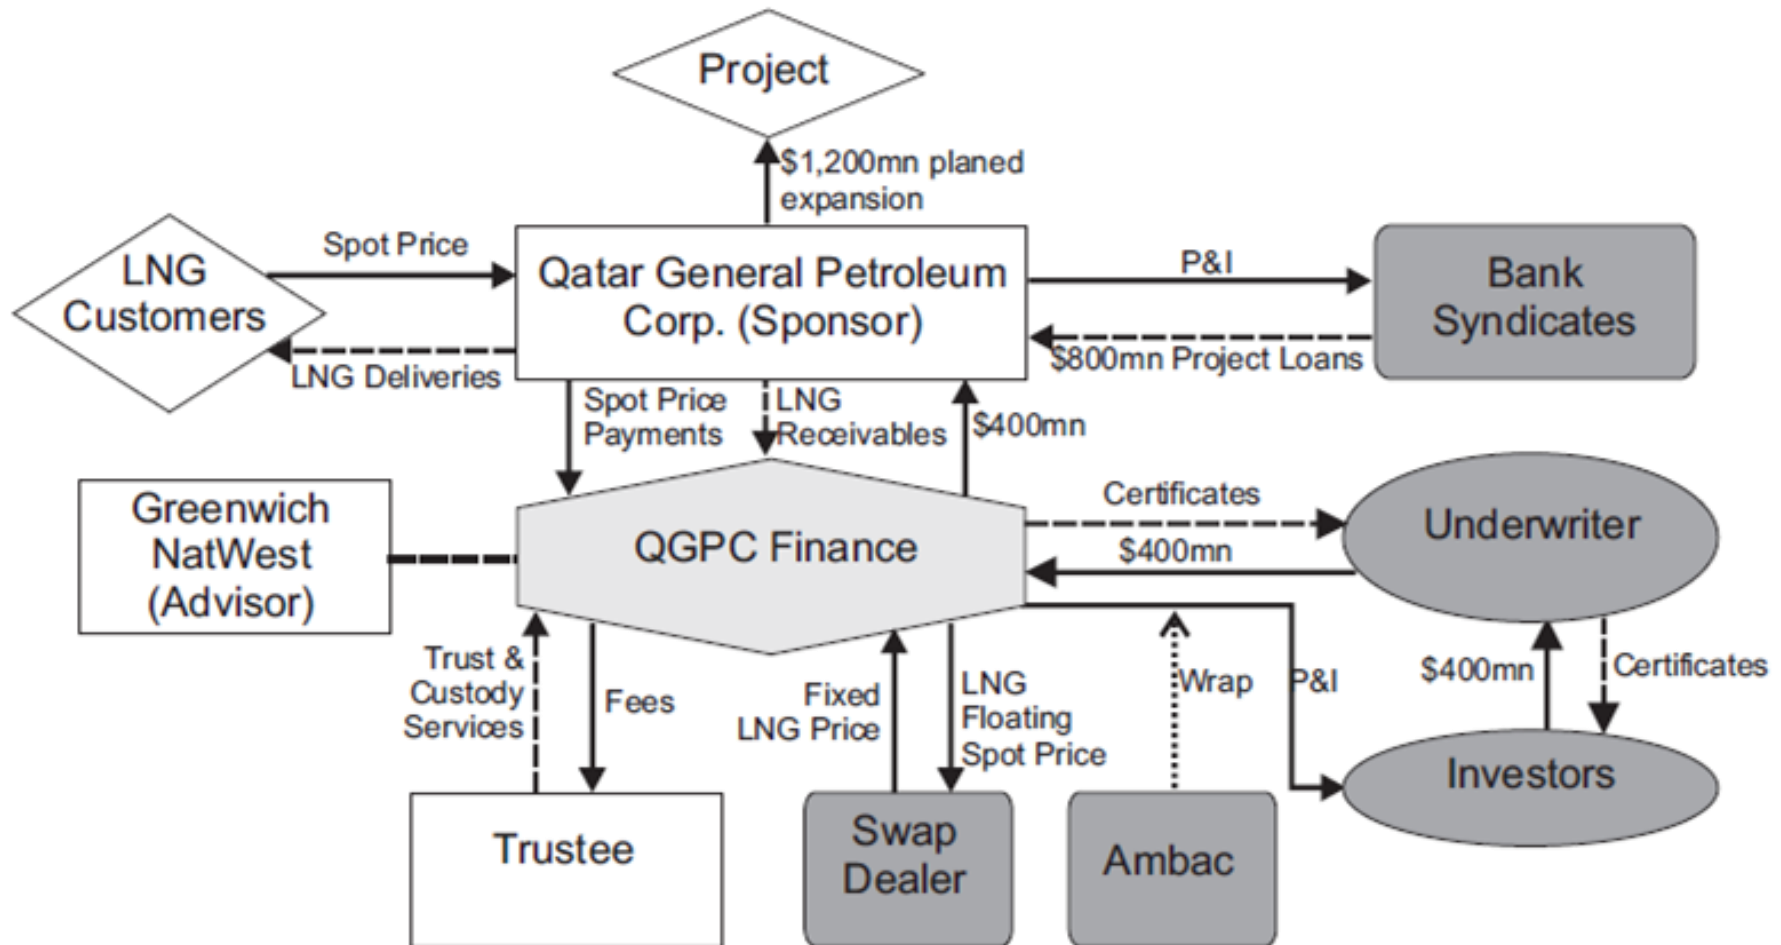 Project
$1,200mn planed
expansion
LNG
Customers
Spot Price
LNG Deliveries
Qatar General Petroleum
Corp. (Sponsor)
P&I
$800mn Project Loans
Bank
Syndicates
Spot Price
Payments
LNG
Receivables
$400mn
Greenwich
NatWest
(Advisor)
QGPC Finance
Certificates
$400mn
Underwriter
Trust &
Custody
Services
Fees
Fixed
LNG Price
LNG
Floating
Spot Price
Wrap
P&I
$400mn
Certificates
Investors
Trustee
Swap
Dealer
Ambac